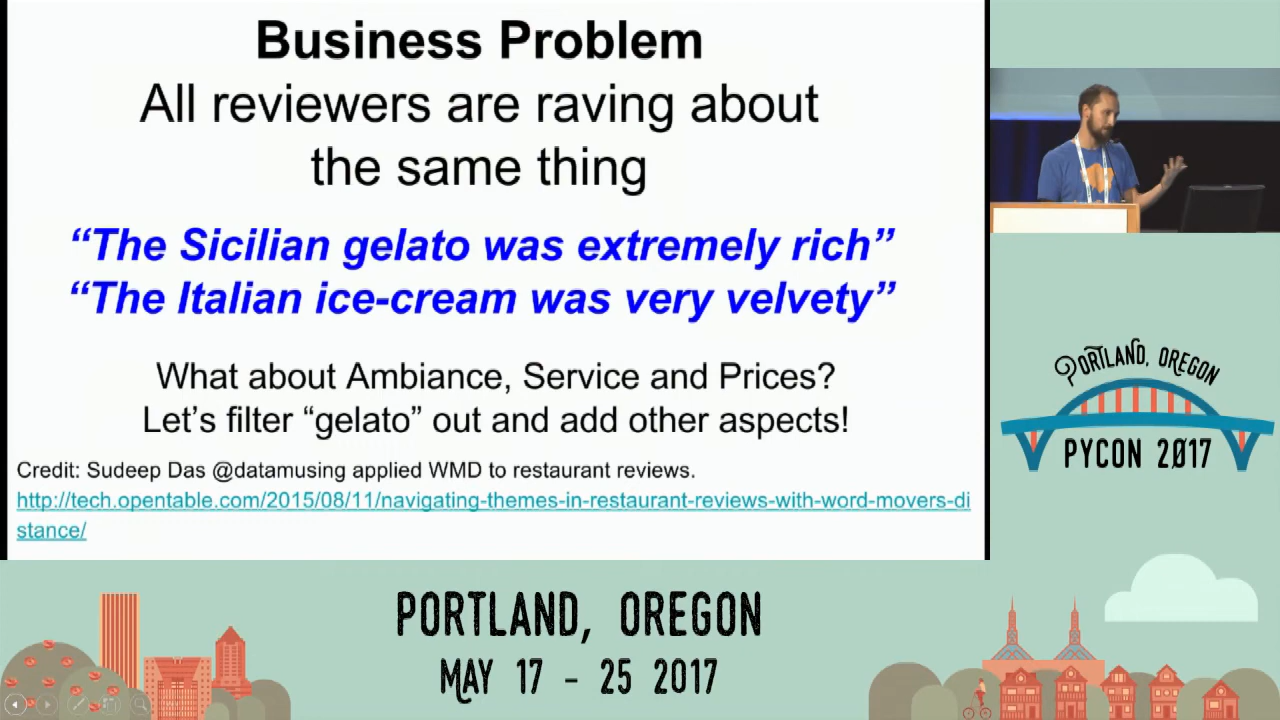 Business Problem
All reviewers are raving about
the same thing
“The Sicilian gelato was extremely rich”
“The Italian ice-cream was very velvety”
What about Ambiance, Service and Prices?
Let’s filter “gelato” out and add other aspects!
Credit: Sudeep Das @datamusing applied WMD to restaurant reviews.
http://tech.opentable.com/2015/08/11/navigating-themes-in-restaurant-reviews-with-word-movers-di
stance/
PORTLAND, OREGON
PYCON 2017
PORTLAND, OREGON
MAY 17 - 25 2017